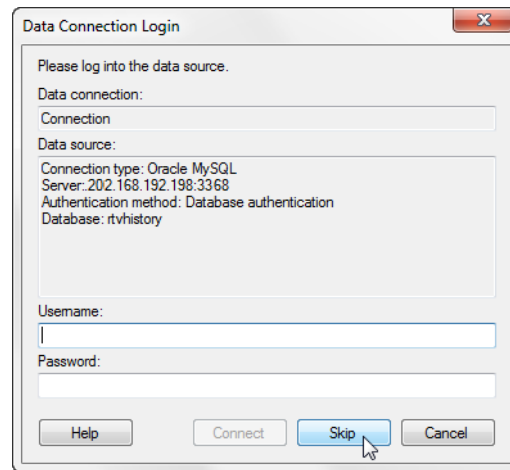 Data Connection Login
Please log into the data source.
Data connection:
Connection
Data source:
Connection type: Oracle MySQL
Server:.202.168.192.198:3368
Authentication method: Database authentication
Database: rtvhistory
Username:
Password:
Help Connect Skip Cancel